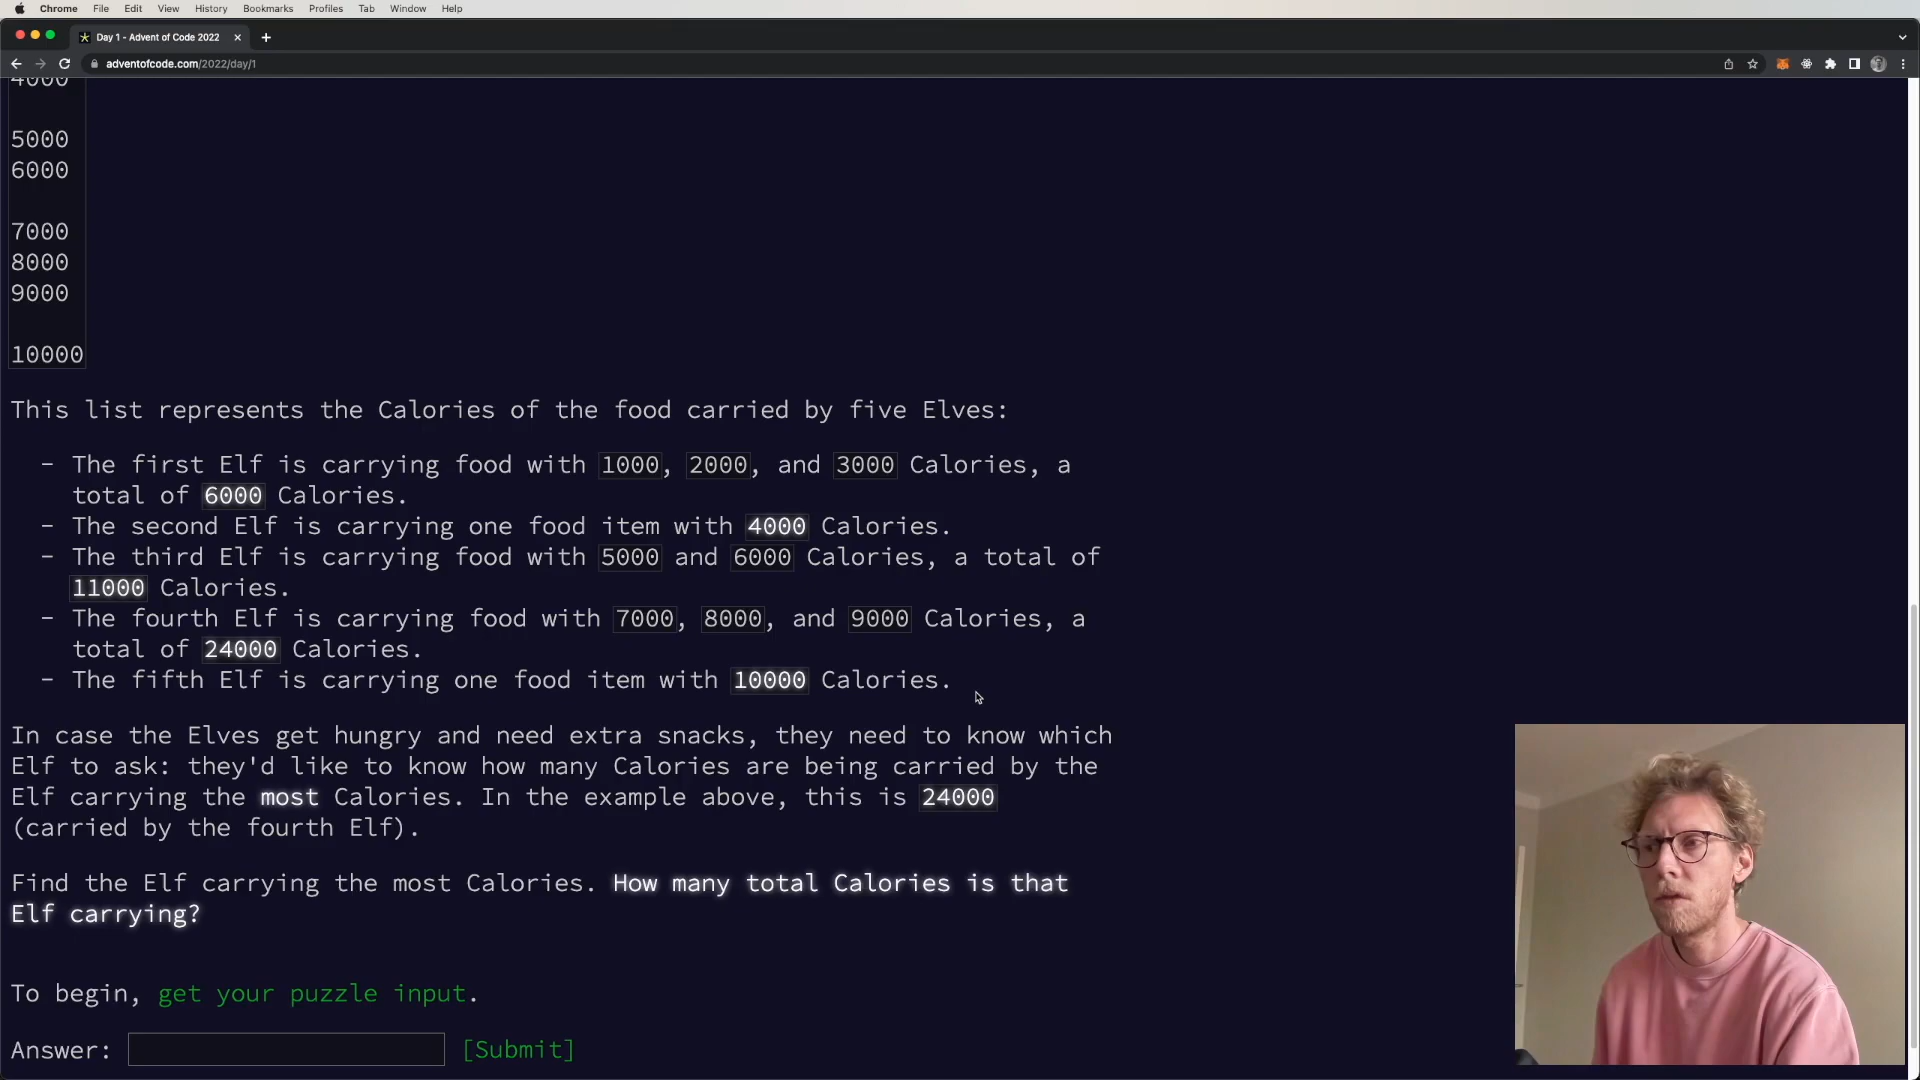 Chrome File Edit View History Bookmarks Profiles Tab Window Help
Day 1 - Advent of Code 2022
adventofcode.com/2022/day/1
4000
5000
6000
7000
8000
9000
10000
This list represents the Calories of the food carried by five Elves:
- The first Elf is carrying food with 1000, 2000, and 3000 Calories, a
total of 6000 Calories.
- The second Elf is carrying one food item with 4000 Calories.
- The third Elf is carrying food with 5000 and 6000 Calories, a total of
11000 Calories.
- The fourth Elf is carrying food with 7000, 8000, and 9000 Calories, a
total of 24000 Calories.
- The fifth Elf is carrying one food item with 10000 Calories.
In case the Elves get hungry and need extra snacks, they need to know which
Elf to ask: they'd like to know how many Calories are being carried by the
Elf carrying the most Calories. In the example above, this is 24000
(carried by the fourth Elf).
Find the Elf carrying the most Calories. How many total Calories is that
Elf carrying?
To begin, get your puzzle input.
Answer: [Submit]